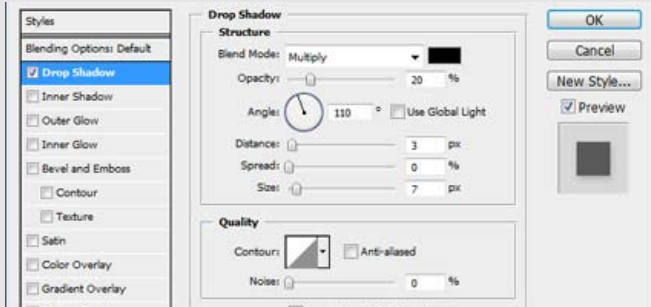 Styles
Blending Options: Default
Drop Shadow
Inner Shadow
Outer Glow
Inner Glow
Bevel and Emboss
Contour
Texture
Satin
Color Overlay
Gradient Overlay
Drop Shadow
Structure
Blend Mode: Multiply
Opacity: 20 %
Angle: 110 ° Use Global Light
Distance: 3 px
Spread: 0 %
Size: 7 px
Quality
Contour: Anti-aliased
Noise: 0 %
OK
Cancel
New Style...
Preview